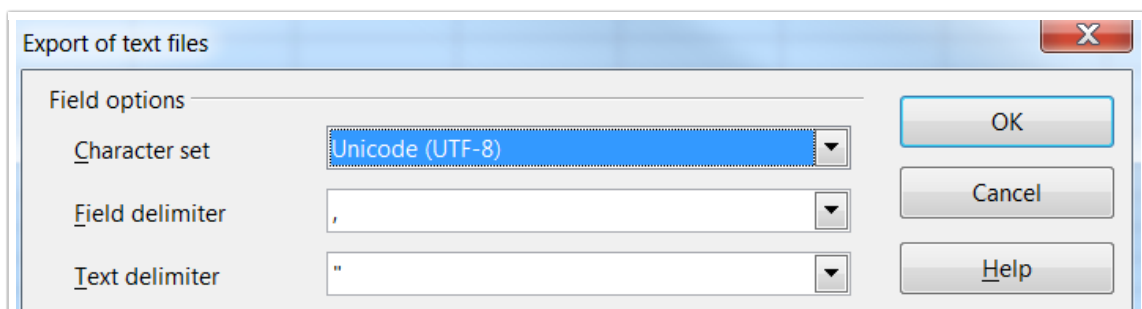 Export of text files
Field options
OK
Character set
Unicode (UTF-8)
Cancel
Field delimiter
,
Text delimiter
"
Help